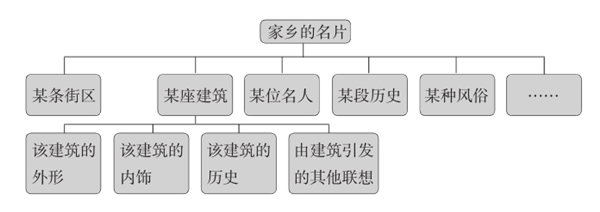 家乡的名片
某条街区
某座建筑
某位名人
某段历史
某种风俗
……
该建筑的
外形
该建筑的
内饰
该建筑的
历史
由建筑引发
的其他联想